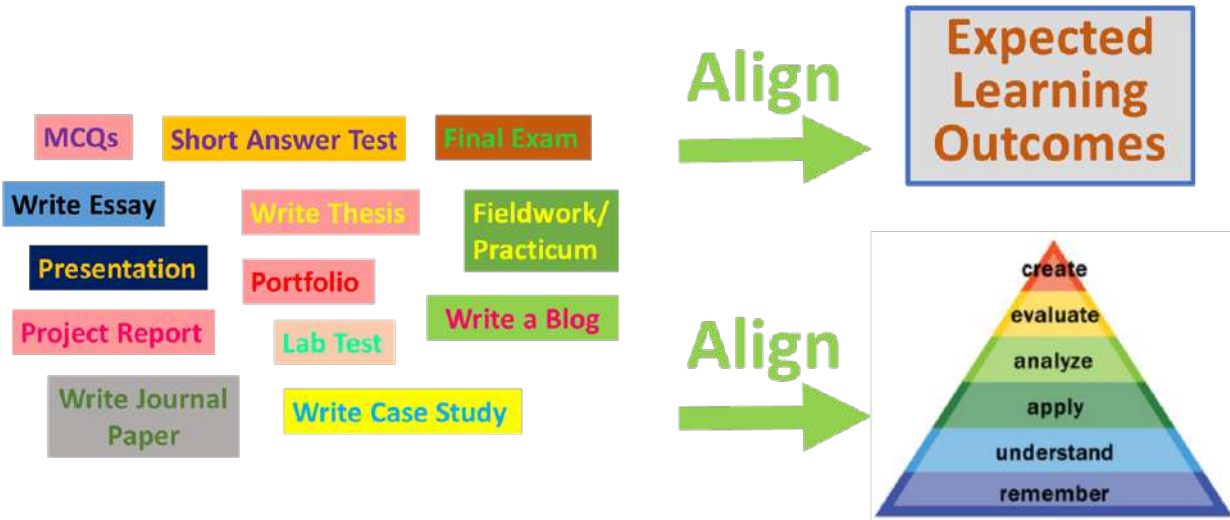 MCQs
Short Answer Test
Final Exam
Write Essay
Write Thesis
Fieldwork/
Practicum
Presentation
Portfolio
Project Report
Lab Test
Write a Blog
Write Journal
Paper
Write Case Study
Align
Expected
Learning
Outcomes
Align
create
evaluate
analyze
apply
understand
remember